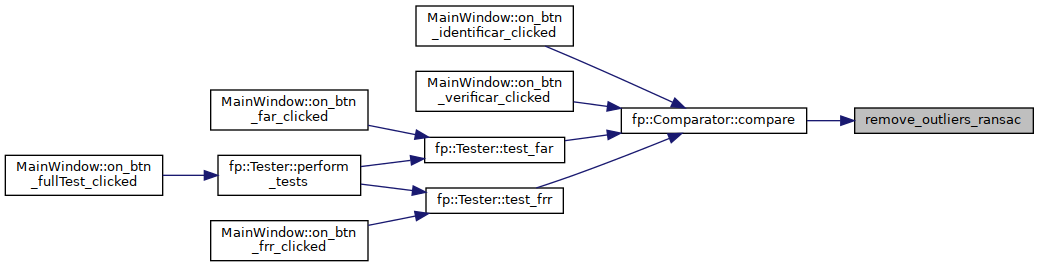 MainWindow::on_btn
_identificar_clicked
MainWindow::on_btn
_verificar_clicked
MainWindow::on_btn
_far_clicked
fp::Comparator::compare
remove_outliers_ransac
fp::Tester::test_far
MainWindow::on_btn
_fullTest_clicked
fp::Tester::perform
_tests
fp::Tester::test_frr
MainWindow::on_btn
_frr_clicked